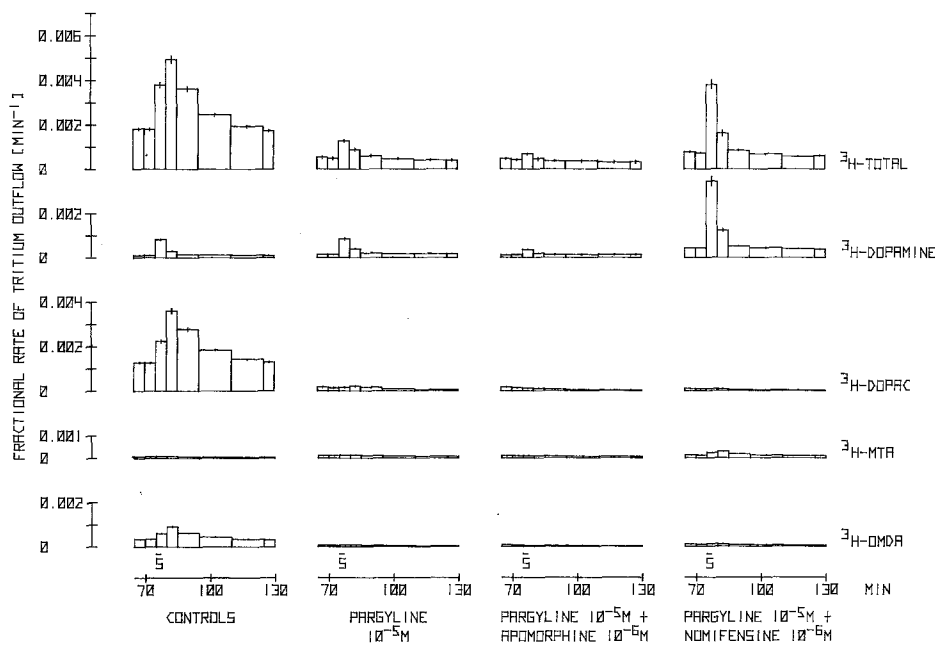 FRACTIONAL RATE OF TRITIUM OUTFLOW [MIN⁻¹]
0.006
0.004
0.002
0
³H-TOTAL
0.002
0
³H-DOPAMINE
0.004
0.002
0
³H-DOPAC
0.001
0
³H-MTA
0.002
0
³H-OMDA
S S S S
70 100 130 70 100 130 70 100 130 70 100 130 MIN
CONTROLS
PARGYLINE
10⁻⁵M
PARGYLINE 10⁻⁵M +
APOMORPHINE 10⁻⁶M
PARGYLINE 10⁻⁵M +
NOMIFENSINE 10⁻⁶M